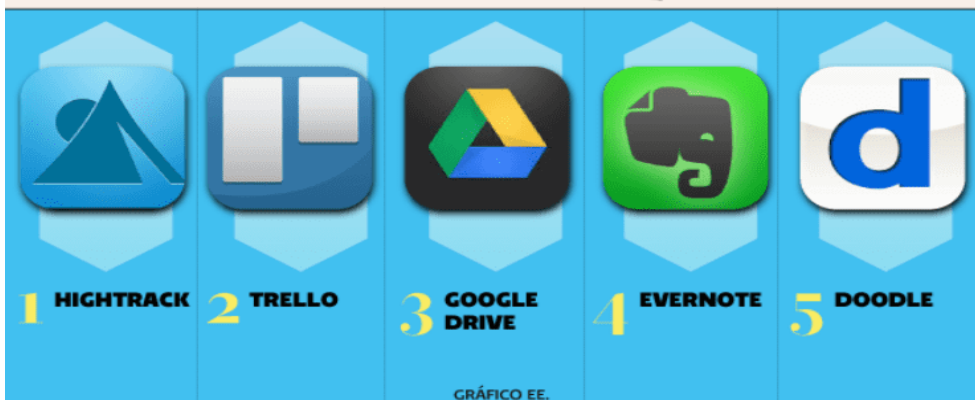 1 HIGHTRACK
2 TRELLO
3 GOOGLE
DRIVE
4 EVERNOTE
5 DOODLE
d
GRÁFICO EE.